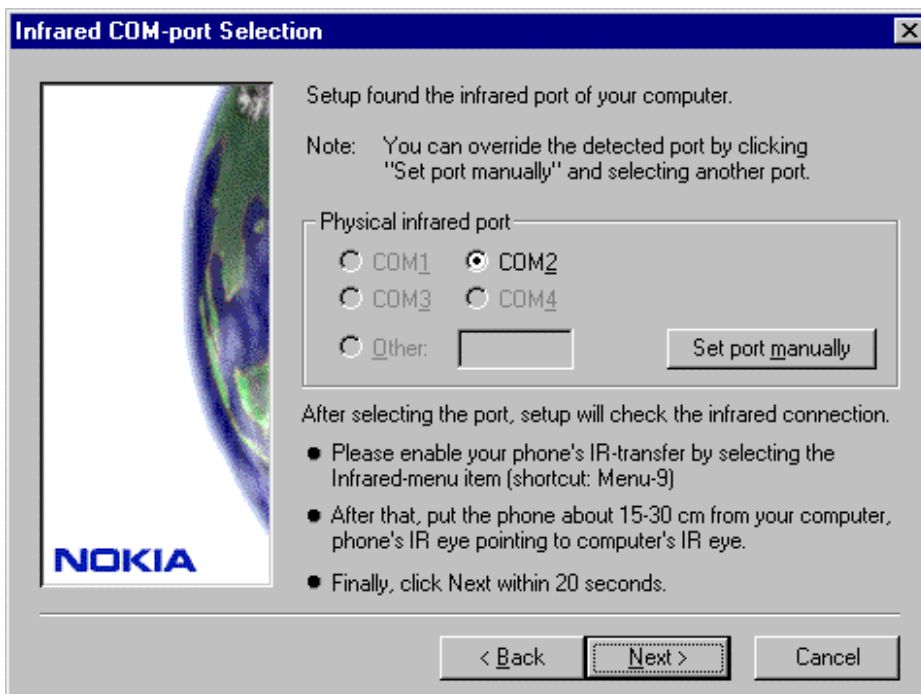 Infrared COM-port Selection
Setup found the infrared port of your computer.
Note: You can override the detected port by clicking
"Set port manually" and selecting another port.
Physical infrared port
COM1 COM2
COM3 COM4
Other: Set port manually
After selecting the port, setup will check the infrared connection.
● Please enable your phone's IR-transfer by selecting the
Infrared-menu item (shortcut: Menu-9)
● After that, put the phone about 15-30 cm from your computer,
phone's IR eye pointing to computer's IR eye.
● Finally, click Next within 20 seconds.
NOKIA
< Back Next > Cancel